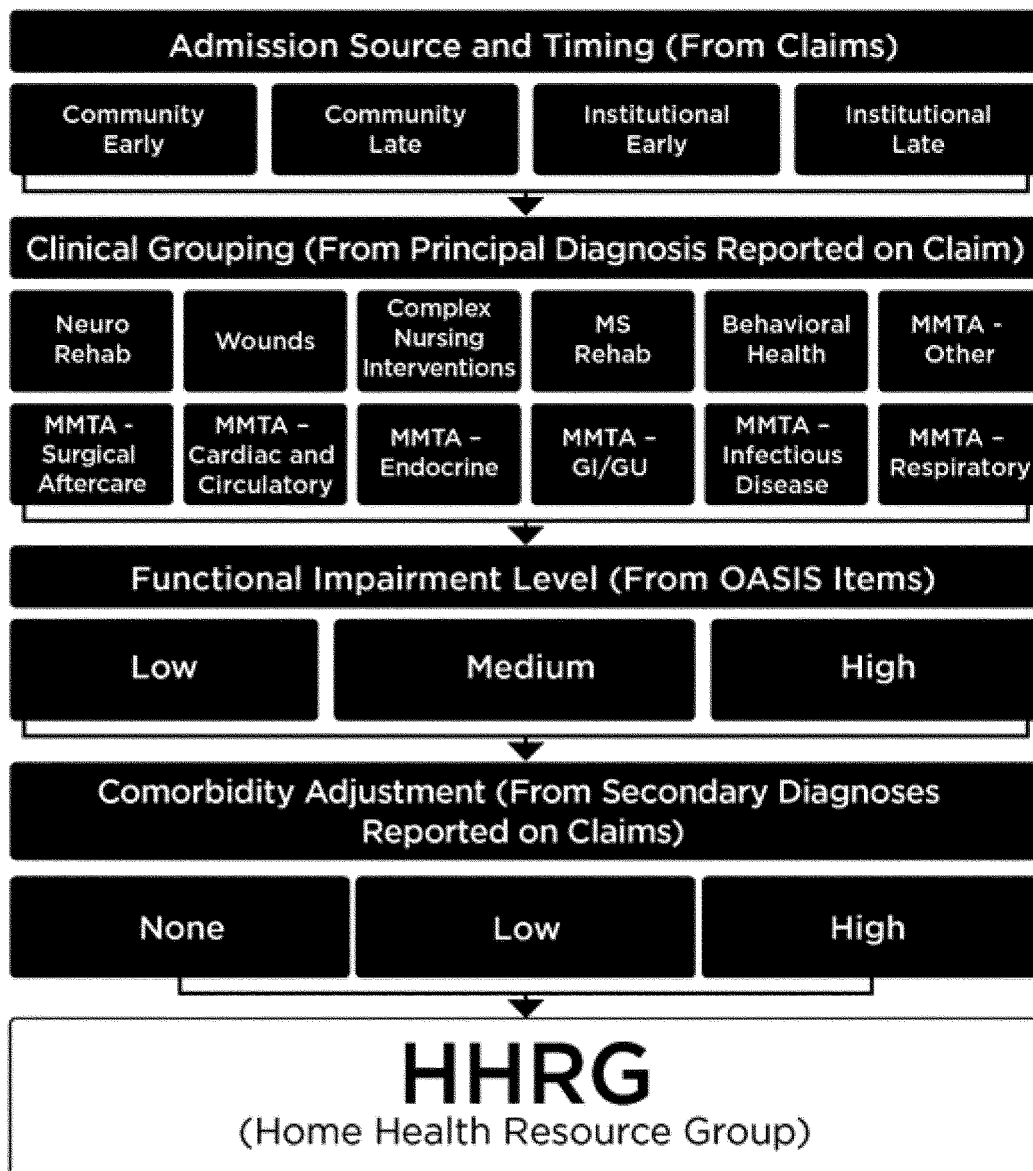 Admission Source and Timing (From Claims)
Community
Early
Community
Late
Institutional
Early
Institutional
Late
Clinical Grouping (From Principal Diagnosis Reported on Claim)
Neuro
Rehab
Wounds
Complex
Nursing
Interventions
MS
Rehab
Behavioral
Health
MMTA -
Other
MMTA -
Surgical
Aftercare
MMTA –
Cardiac and
Circulatory
MMTA –
Endocrine
MMTA –
GI/GU
MMTA –
Infectious
Disease
MMTA –
Respiratory
Functional Impairment Level (From OASIS Items)
Low
Medium
High
Comorbidity Adjustment (From Secondary Diagnoses
Reported on Claims)
None
Low
High
HHRG
(Home Health Resource Group)